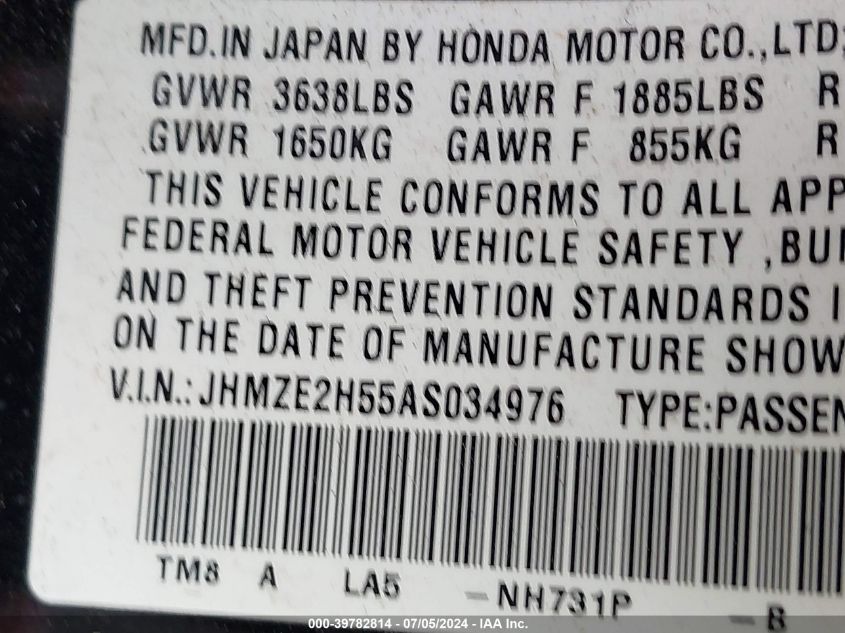 MFD.IN JAPAN BY HONDA MOTOR CO.,LTD.
GVWR 3638LBS GAWR F 1885LBS R
GVWR 1650KG GAWR F 855KG R
THIS VEHICLE CONFORMS TO ALL APP
FEDERAL MOTOR VEHICLE SAFETY ,BU
AND THEFT PREVENTION STANDARDS I
ON THE DATE OF MANUFACTURE SHOW
V.I.N.: JHMZE2H55AS034976 TYPE:PASSEN
TM8 A LA5 -NH731P -B
000-39782814 - 07/05/2024 - IAAI Inc.